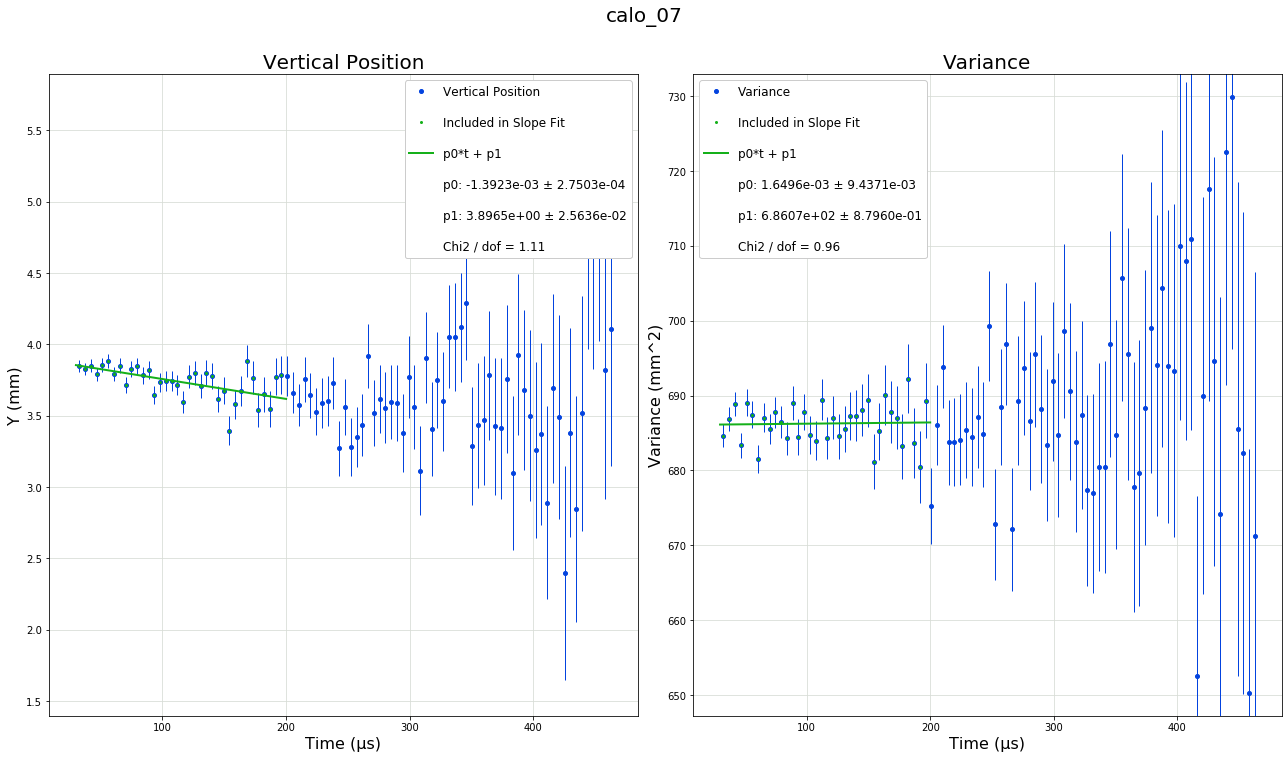 calo_07
Vertical Position
Vertical Position
Included in Slope Fit
p0*t + p1
p0: -1.3923e-03 ± 2.7503e-04
p1: 3.8965e+00 ± 2.5636e-02
Chi2 / dof = 1.11
Y (mm)
5.5
5.0
4.5
4.0
3.5
3.0
2.5
2.0
1.5
100
200
300
400
Time (μs)
Variance
Variance
Included in Slope Fit
p0*t + p1
p0: 1.6496e-03 ± 9.4371e-03
p1: 6.8607e+02 ± 8.7960e-01
Chi2 / dof = 0.96
Variance (mm^2)
730
720
710
700
690
680
670
660
650
100
200
300
400
Time (μs)